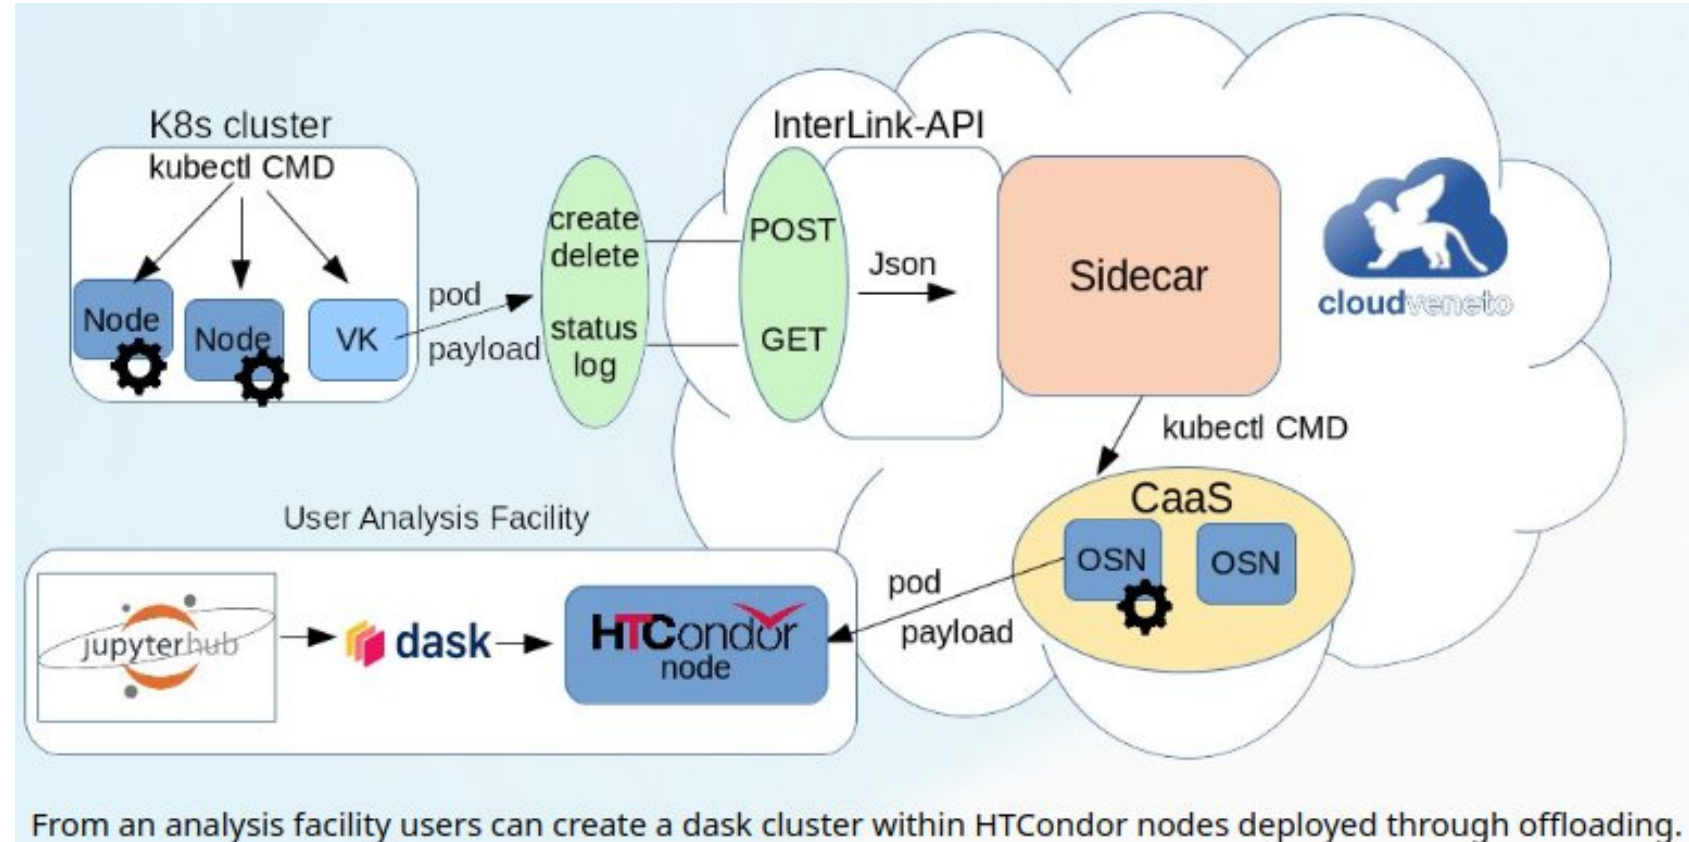 K8s cluster
kubectl CMD
Node
Node
VK
pod
payload
create
delete
status
log
InterLink-API
POST
GET
Json
Sidecar
cloudveneto
kubectl CMD
CaaS
OSN
OSN
pod
payload
User Analysis Facility
jupyterhub
dask
HTCondor
node
From an analysis facility users can create a dask cluster within HTCondor nodes deployed through offloading.